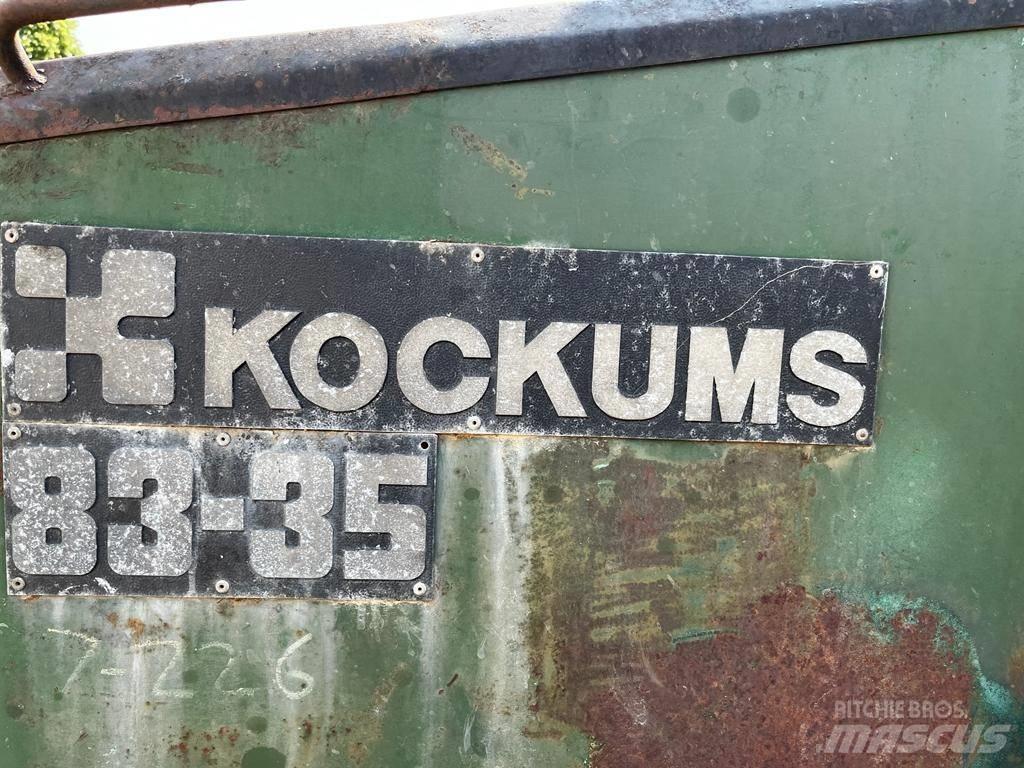 KOCKUMS
83-35
7-226
RITCHIE BROS.
mascus